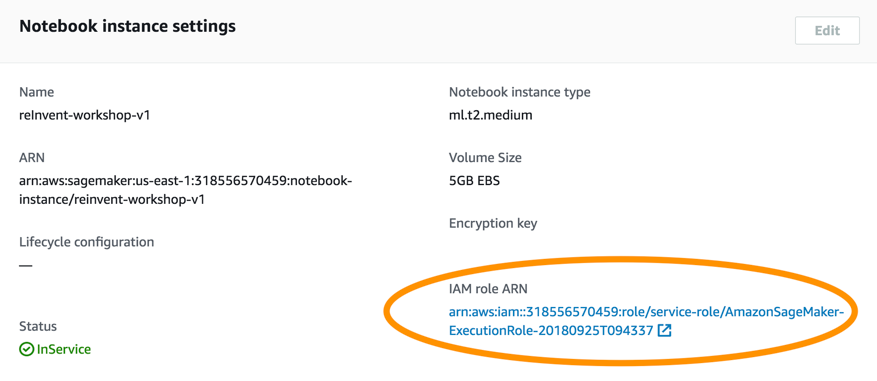 Notebook instance settings
Edit
Name
reInvent-workshop-v1
ARN
arn:aws:sagemaker:us-east-1:318556570459:notebook-
instance/reinvent-workshop-v1
Lifecycle configuration
—
Status
InService
Notebook instance type
ml.t2.medium
Volume Size
5GB EBS
Encryption key
IAM role ARN
arn:aws:iam::318556570459:role/service-role/AmazonSageMaker-
ExecutionRole-20180925T094337